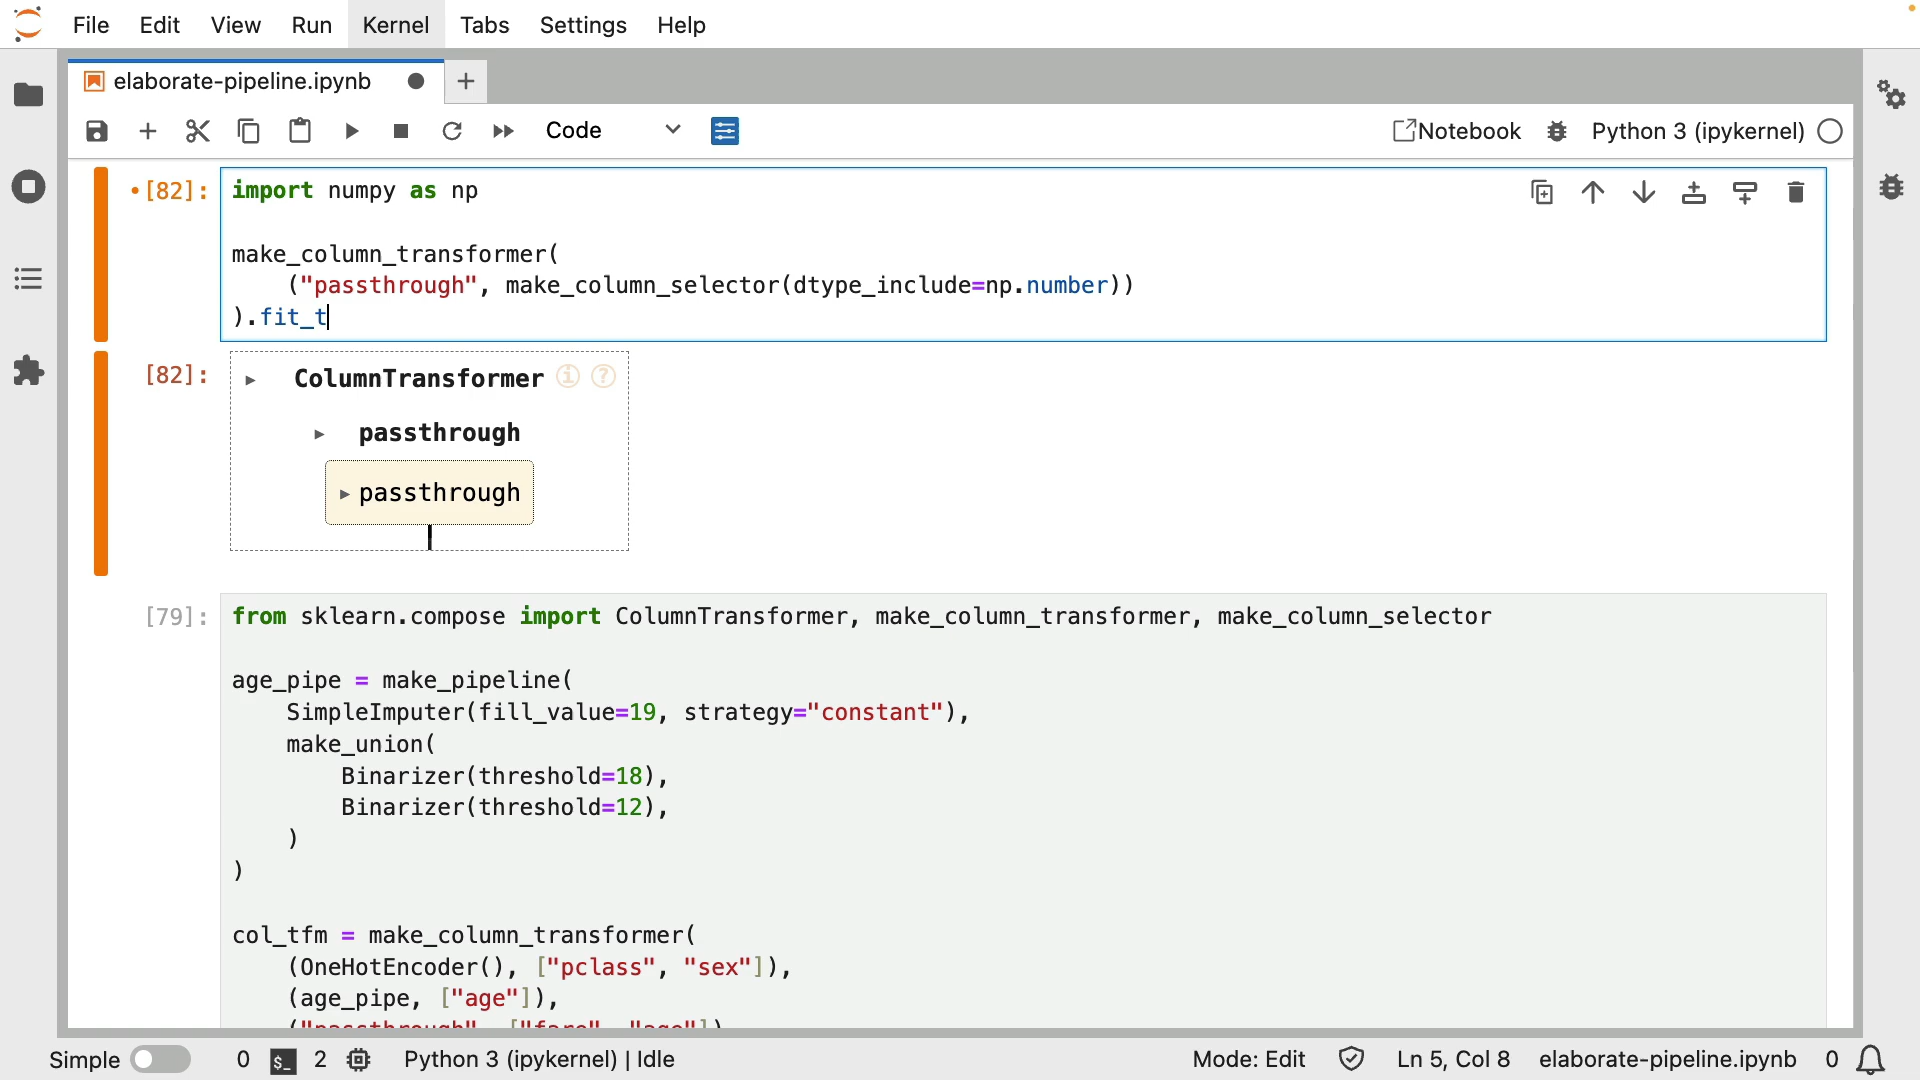 File Edit View Run Kernel Tabs Settings Help
elaborate-pipeline.ipynb
Code
Notebook
Python 3 (ipykernel)
[82]: import numpy as np
make_column_transformer(
("passthrough", make_column_selector(dtype_include=np.number))
).fit_t
[82]: ColumnTransformer i ?
passthrough
passthrough
[79]: from sklearn.compose import ColumnTransformer, make_column_transformer, make_column_selector
age_pipe = make_pipeline(
SimpleImputer(fill_value=19, strategy="constant"),
make_union(
Binarizer(threshold=18),
Binarizer(threshold=12),
)
)
col_tfm = make_column_transformer(
(OneHotEncoder(), ["pclass", "sex"]),
(age_pipe, ["age"]),
("passthrough", ["fare", "age"])
Simple 0 $_ 2 Python 3 (ipykernel) | Idle Mode: Edit Ln 5, Col 8 elaborate-pipeline.ipynb 0